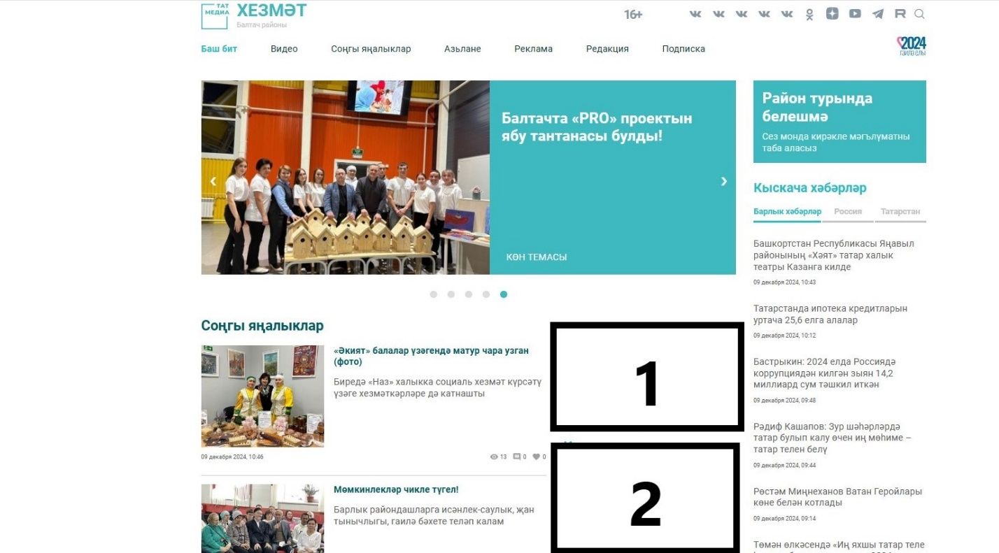 ТАТ
МЕДИА
ХЕЗМӘТ
Балтач районы
16+
Баш бит
Видео
Соңгы яңалыклар
Азьлане
Реклама
Редакция
Подписка
2024
гаилә елы
Балтачта «PRO» проектын
ябу тантанасы булды!
КӨН ТЕМАСЫ
Район турында
белешмә
Сез монда кирәкле мәгълүматны
таба аласыз
Кыскача хәбәрләр
Барлык хәбәрләр
Россия
Татарстан
Башкортстан Республикасы Яңавыл
районының «Хәят» татар халык
театры Казанга килде
09 декабря 2024, 10:43
Татарстанда ипотека кредитларын
уртача 25,6 елга алалар
09 декабря 2024, 10:12
Бастрыкин: 2024 елда Россиядә
коррупциядән килгән зыян 14,2
миллиард сум тәшкил иткән
09 декабря 2024, 09:48
Рәдиф Кашапов: Зур шәһәрләрдә
татар булып калу өчен иң мөһиме –
татар телен белү
09 декабря 2024, 09:44
Рөстәм Миңнеханов Ватан Геройлары
көне белән котлады
09 декабря 2024, 09:14
Төмән өлкәсендә «Иң яхшы татар теле
Соңгы яңалыклар
«Әкият» балалар үзәгендә матур чара узган
(фото)
Биредә «Наз» халыкка социаль хезмәт күрсәтү
үзәге хезмәткәрләре дә катнашты
09 декабря 2024, 10:46
13
0
0
Мөмкинлекләр чикле түгел!
Барлык райондашларга исәнлек-саулык, җан
тынычлыгы, гаилә бәхете теләп калам
1
2